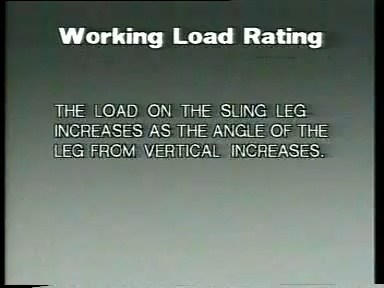 Working Load Rating
THE LOAD ON THE SLING LEG
INCREASES AS THE ANGLE OF THE
LEG FROM VERTICAL INCREASES.